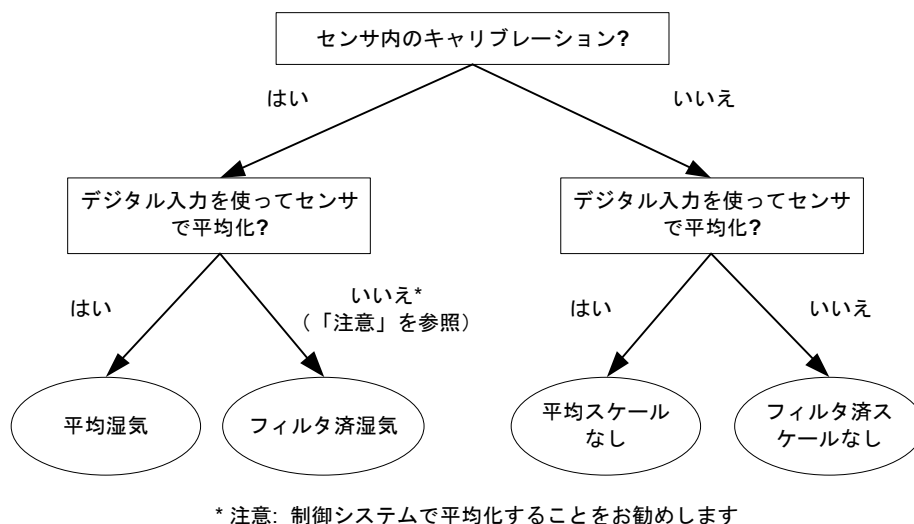 センサ内のキャリブレーション?
はい
いいえ
デジタル入力を使ってセンサ
で平均化?
デジタル入力を使ってセンサ
で平均化?
はい
いいえ*
(「注意」を参照)
はい
いいえ
平均湿気
フィルタ済湿気
平均スケール
なし
フィルタ済ス
ケールなし
* 注意: 制御システムで平均化することをお勧めします